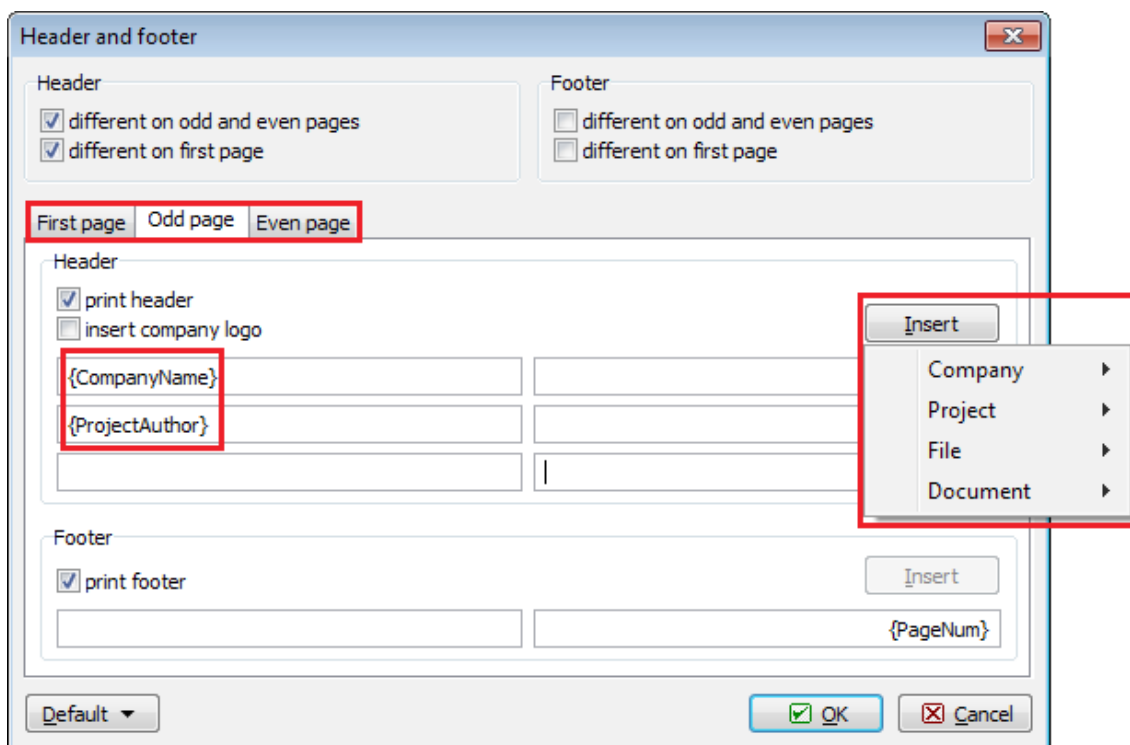 Header and footer
Header Footer
different on odd and even pages different on odd and even pages
different on first page different on first page
First page Odd page Even page
Header
print header
insert company logo Insert
{CompanyName} Company
{ProjectAuthor} Project
File
Document
Footer
print footer Insert
{PageNum}
Default OK Cancel